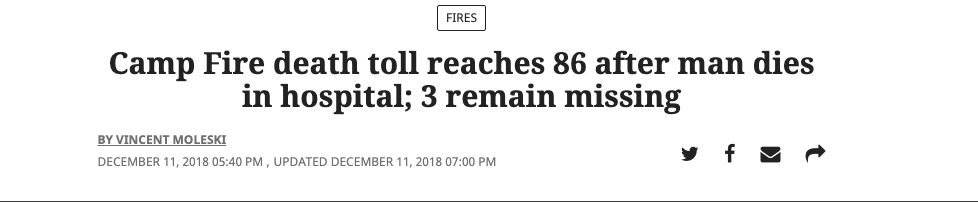 FIRES
Camp Fire death toll reaches 86 after man dies
in hospital; 3 remain missing
BY VINCENT MOLESKI
DECEMBER 11, 2018 05:40 PM , UPDATED DECEMBER 11, 2018 07:00 PM